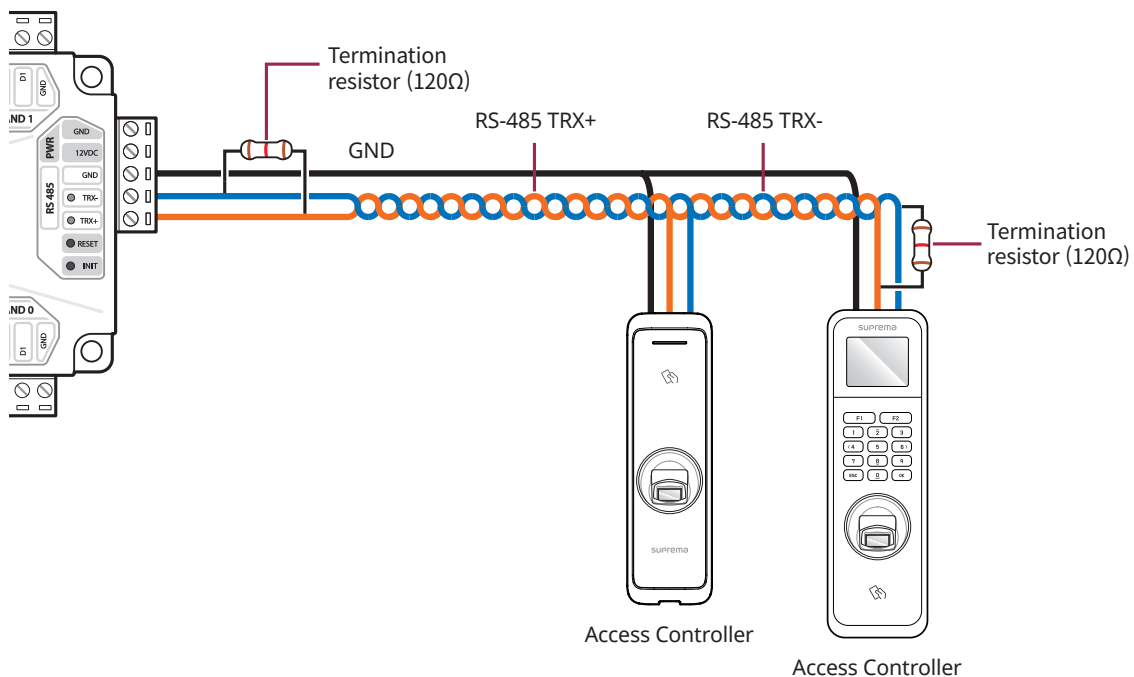 Termination
resistor (120Ω)
RS-485 TRX+
RS-485 TRX-
GND
D1
GND
AND 1
PWR
GND
12VDC
RS 485
GND
TRX-
TRX+
RESET
INIT
AND 0
D1
GND
Termination
resistor (120Ω)
suprema
F1 F2
1 2 3
<4 5 6>
7 8 9
ESC 0 OK
suprema
Access Controller
Access Controller